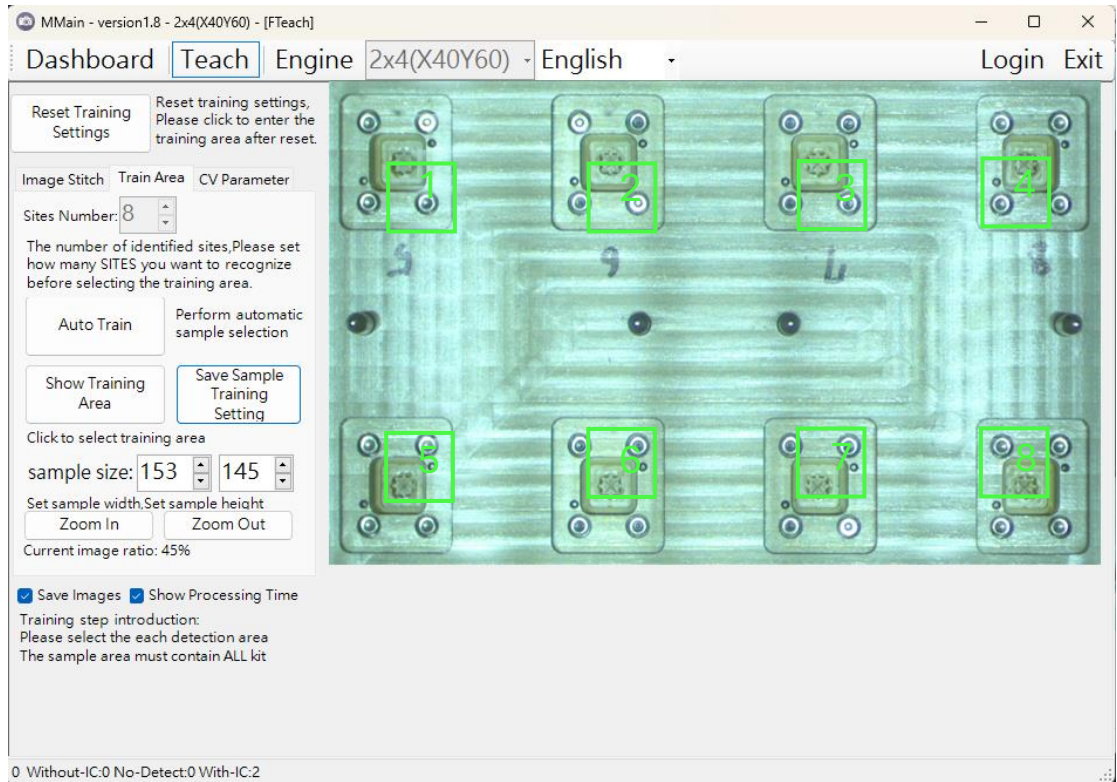 MMain - version1.8 - 2x4(X40Y60) - [FTeach]
Dashboard Teach Engine 2x4(X40Y60) English Login Exit
Reset Training
Settings
Reset training settings,
Please click to enter the
training area after reset.
Image Stitch Train Area CV Parameter
Sites Number: 8
The number of identified sites,Please set
how many SITES you want to recognize
before selecting the training area.
Auto Train
Perform automatic
sample selection
Show Training
Area
Save Sample
Training
Setting
Click to select training area
sample size: 153 145
Set sample width,Set sample height
Zoom In Zoom Out
Current image ratio: 45%
Save Images Show Processing Time
Training step introduction:
Please select the each detection area
The sample area must contain ALL kit
1 2 3 4
5 6 7 8
5 6 7 8
0 Without-IC:0 No-Detect:0 With-IC:2